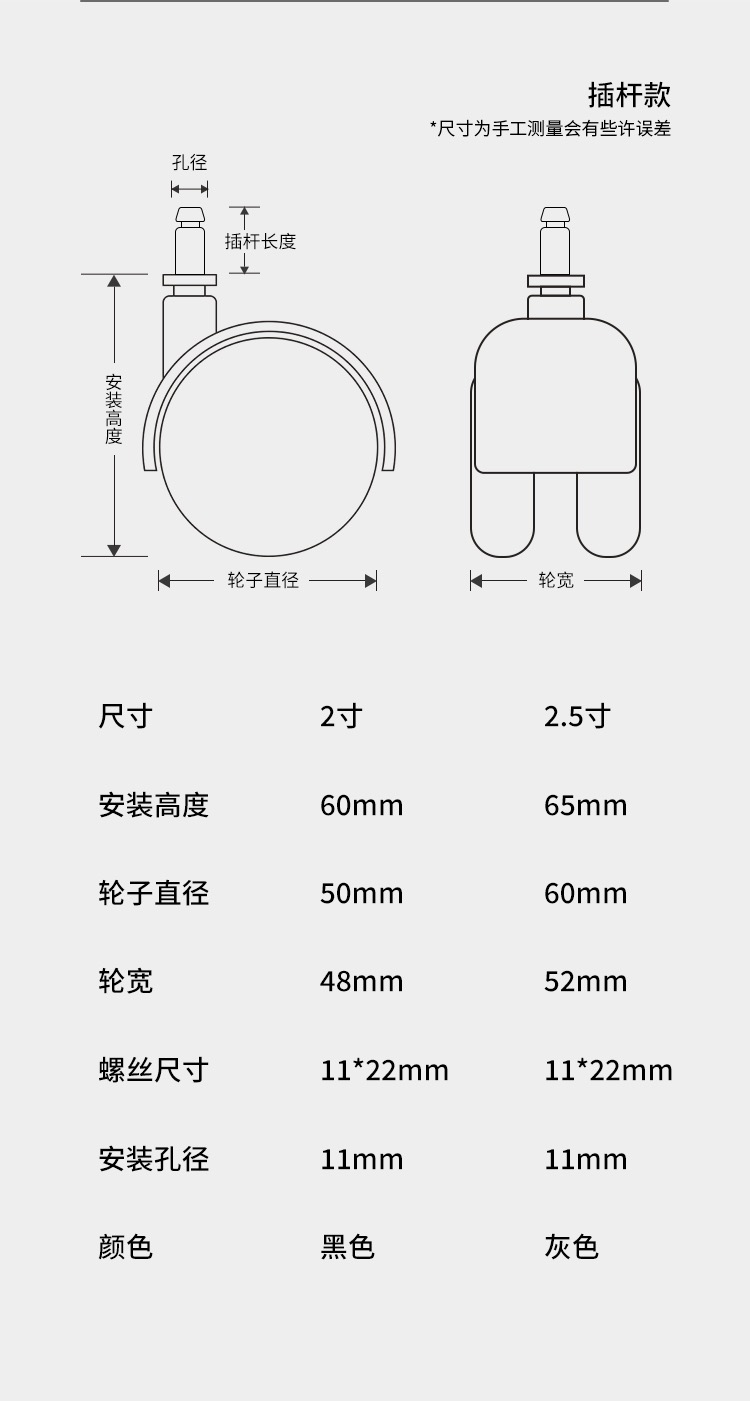 插杆款
*尺寸为手工测量会有些许误差
孔径
插杆长度
安装高度
轮子直径
轮宽
尺寸 2寸 2.5寸
安装高度 60mm 65mm
轮子直径 50mm 60mm
轮宽 48mm 52mm
螺丝尺寸 11*22mm 11*22mm
安装孔径 11mm 11mm
颜色 黑色 灰色